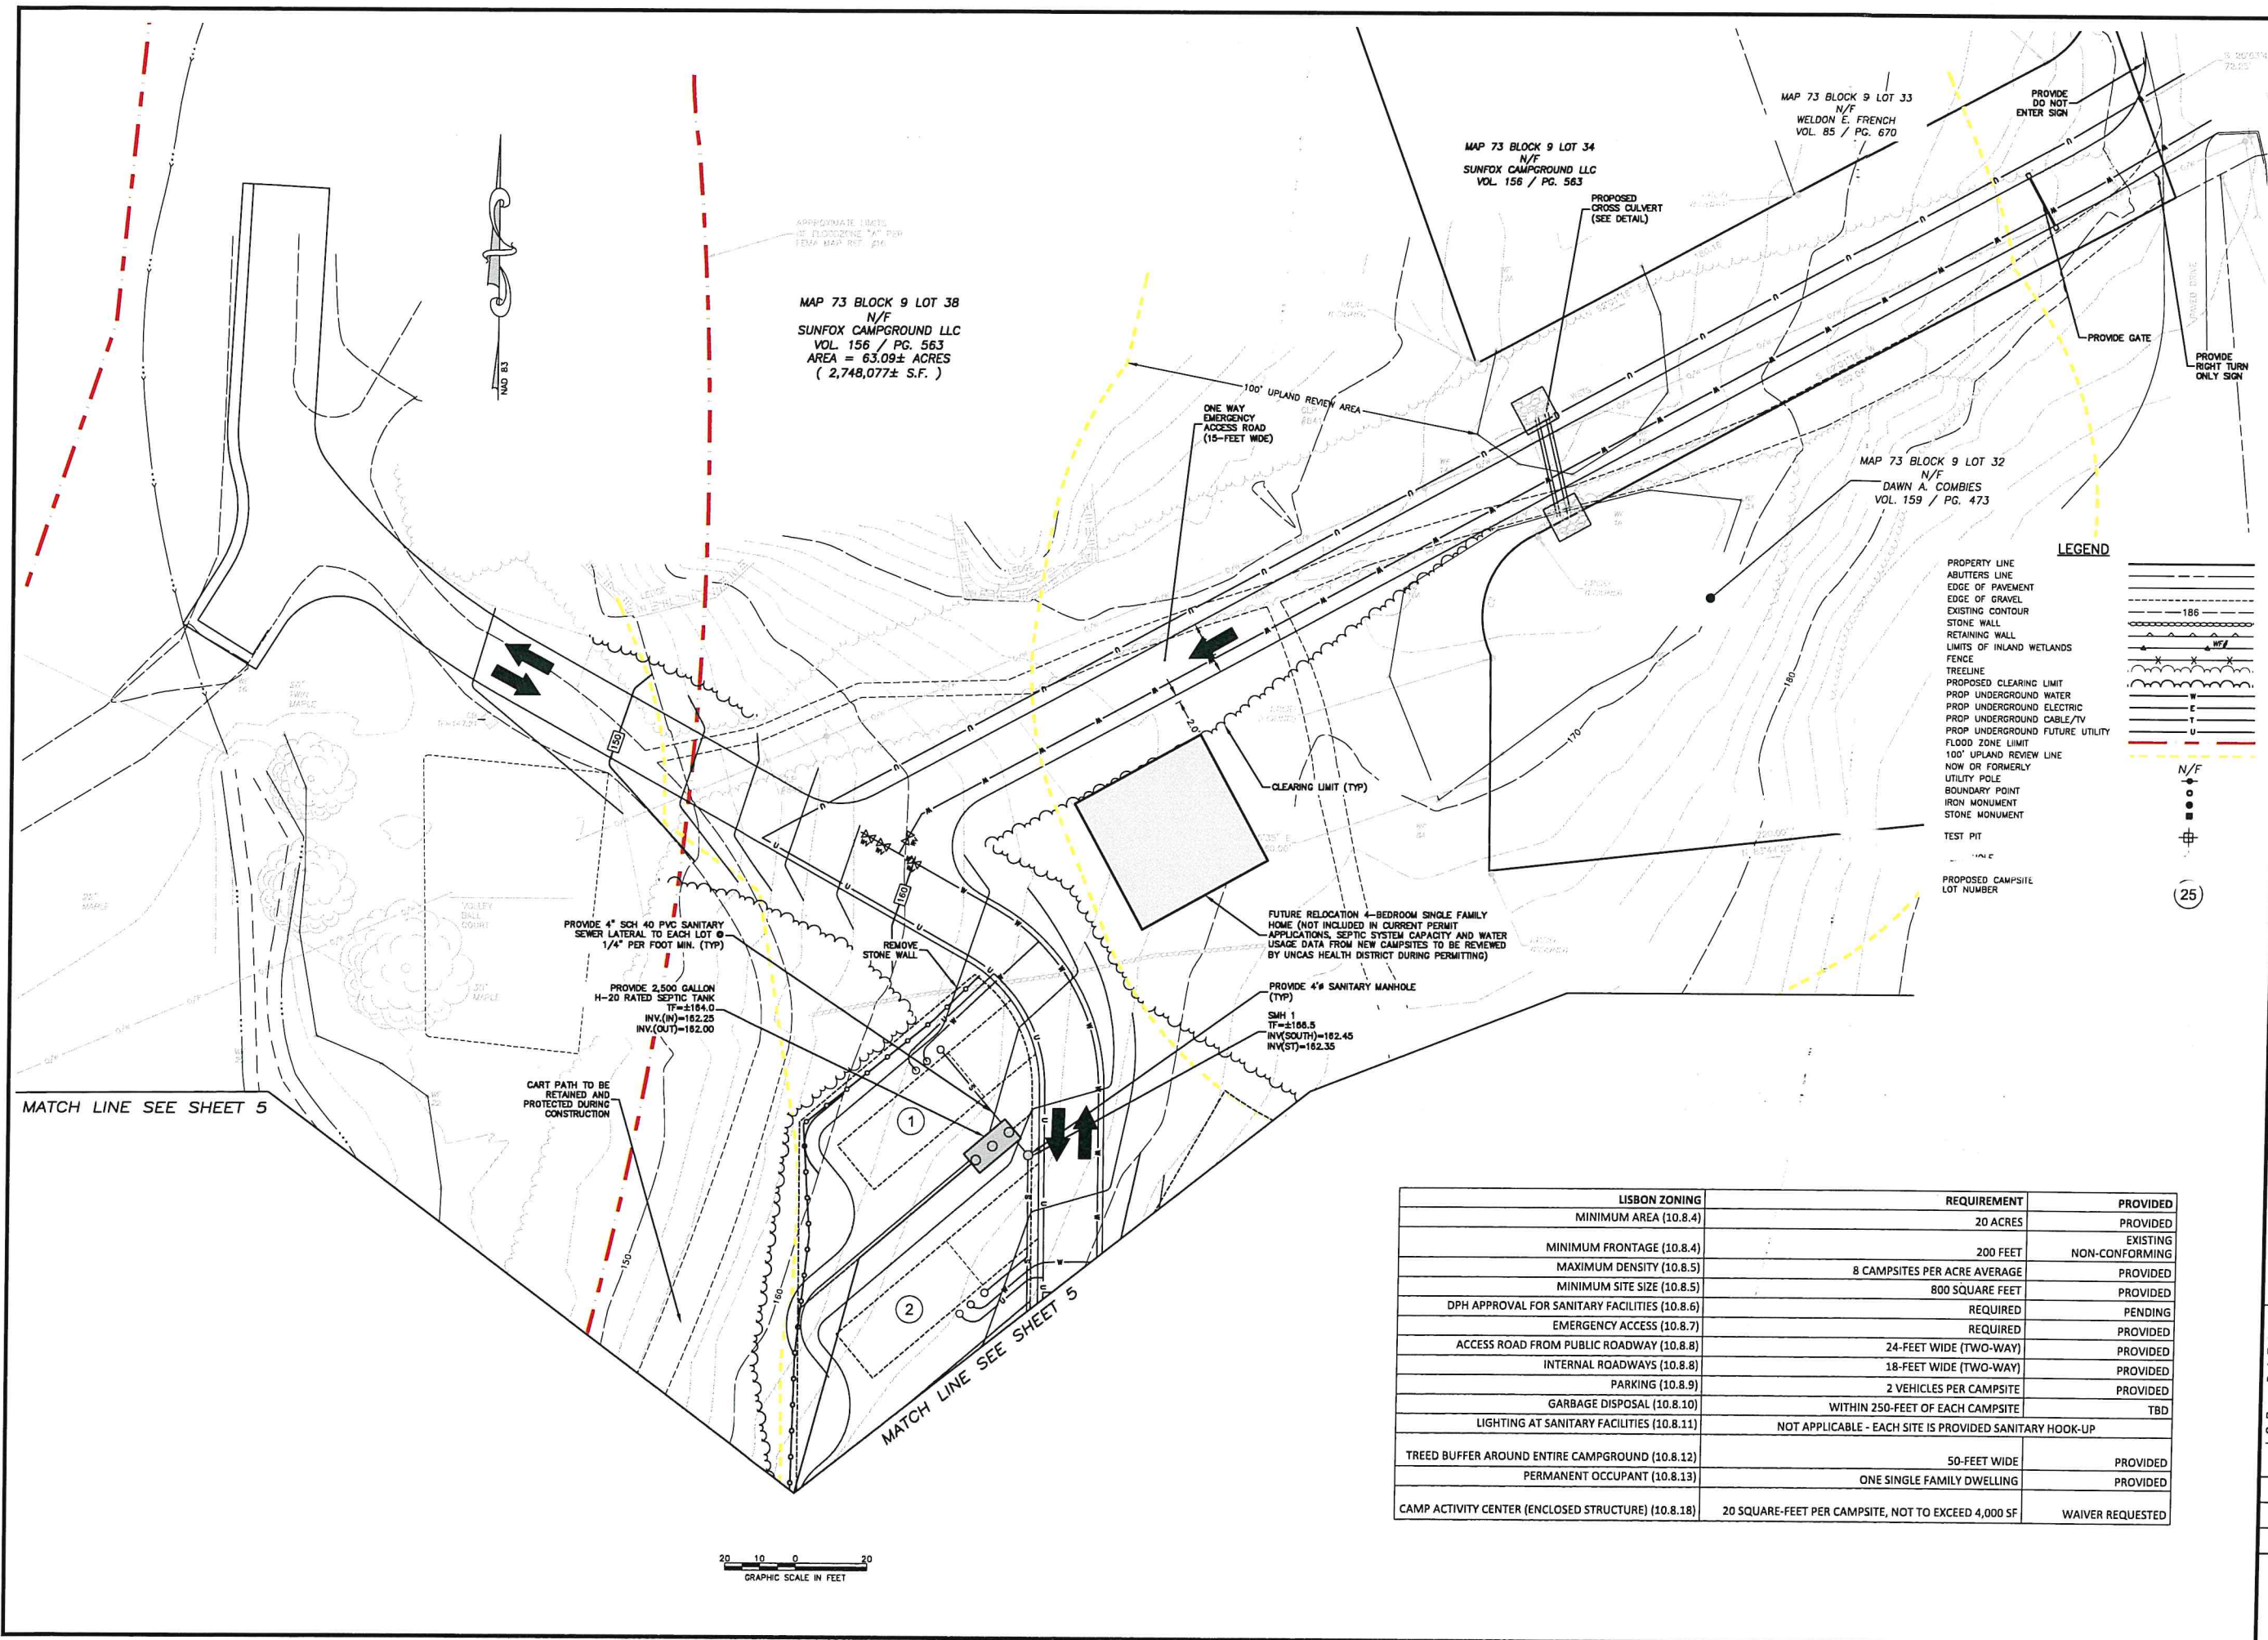 NAD 83
APPROXIMATE LIMITS
OF FLOODZONE "A" PER
FEMA MAP REF. #16
MAP 73 BLOCK 9 LOT 38
N/F
SUNFOX CAMPGROUND LLC
VOL. 156 / PG. 563
AREA = 63.09± ACRES
( 2,748,077± S.F. )
MAP 73 BLOCK 9 LOT 34
N/F
SUNFOX CAMPGROUND LLC
VOL. 156 / PG. 563
MAP 73 BLOCK 9 LOT 33
N/F
WELDON E. FRENCH
VOL. 85 / PG. 670
PROVIDE
DO NOT
ENTER SIGN
PROPOSED
CROSS CULVERT
(SEE DETAIL)
100' UPLAND REVIEW AREA
ONE WAY
EMERGENCY
ACCESS ROAD
(15-FEET WIDE)
PROVIDE GATE
PAVED DRIVE
PROVIDE
RIGHT TURN
ONLY SIGN
MAP 73 BLOCK 9 LOT 32
N/F
DAWN A. COMBIES
VOL. 159 / PG. 473
LEDGE
LEDGE
LEGEND
PROPERTY LINE
ABUTTERS LINE
EDGE OF PAVEMENT
EDGE OF GRAVEL
EXISTING CONTOUR
186
STONE WALL
RETAINING WALL
LIMITS OF INLAND WETLANDS
WF#
FENCE
X X X
TREELINE
PROPOSED CLEARING LIMIT
PROP UNDERGROUND WATER
W
PROP UNDERGROUND ELECTRIC
E
PROP UNDERGROUND CABLE/TV
T
PROP UNDERGROUND FUTURE UTILITY
U
FLOOD ZONE LIMIT
100' UPLAND REVIEW LINE
NOW OR FORMERLY
N/F
UTILITY POLE
BOUNDARY POINT
IRON MONUMENT
STONE MONUMENT
TEST PIT
PROPOSED CAMPSITE
LOT NUMBER
25
180
170
150
160
20'
TWIN
MAPLE
MAPLE
MAPLE
VOLLEY
BALL
COURT
CLEARING LIMIT (TYP)
FUTURE RELOCATION 4-BEDROOM SINGLE FAMILY
HOME (NOT INCLUDED IN CURRENT PERMIT
APPLICATIONS, SEPTIC SYSTEM CAPACITY AND WATER
USAGE DATA FROM NEW CAMPSITES TO BE REVIEWED
BY UNCAS HEALTH DISTRICT DURING PERMITTING)
PROVIDE 4" SCH 40 PVC SANITARY
SEWER LATERAL TO EACH LOT @
1/4" PER FOOT MIN. (TYP)
REMOVE
STONE WALL
PROVIDE 2,500 GALLON
H-20 RATED SEPTIC TANK
TF=±164.0
INV.(IN)=162.25
INV.(OUT)=162.00
PROVIDE 4'ø SANITARY MANHOLE
(TYP)
SMH 1
TF=±166.5
INV(SOUTH)=162.45
INV(ST)=162.35
CART PATH TO BE
RETAINED AND
PROTECTED DURING
CONSTRUCTION
MATCH LINE SEE SHEET 5
1
2
150
160
MATCH LINE SEE SHEET 5
LISBON ZONING REQUIREMENT PROVIDED
MINIMUM AREA (10.8.4) 20 ACRES PROVIDED
MINIMUM FRONTAGE (10.8.4) 200 FEET EXISTING
NON-CONFORMING
MAXIMUM DENSITY (10.8.5) 8 CAMPSITES PER ACRE AVERAGE PROVIDED
MINIMUM SITE SIZE (10.8.5) 800 SQUARE FEET PROVIDED
DPH APPROVAL FOR SANITARY FACILITIES (10.8.6) REQUIRED PENDING
EMERGENCY ACCESS (10.8.7) REQUIRED PROVIDED
ACCESS ROAD FROM PUBLIC ROADWAY (10.8.8) 24-FEET WIDE (TWO-WAY) PROVIDED
INTERNAL ROADWAYS (10.8.8) 18-FEET WIDE (TWO-WAY) PROVIDED
PARKING (10.8.9) 2 VEHICLES PER CAMPSITE PROVIDED
GARBAGE DISPOSAL (10.8.10) WITHIN 250-FEET OF EACH CAMPSITE TBD
LIGHTING AT SANITARY FACILITIES (10.8.11) NOT APPLICABLE - EACH SITE IS PROVIDED SANITARY HOOK-UP
TREED BUFFER AROUND ENTIRE CAMPGROUND (10.8.12) 50-FEET WIDE PROVIDED
PERMANENT OCCUPANT (10.8.13) ONE SINGLE FAMILY DWELLING PROVIDED
CAMP ACTIVITY CENTER (ENCLOSED STRUCTURE) (10.8.18) 20 SQUARE-FEET PER CAMPSITE, NOT TO EXCEED 4,000 SF WAIVER REQUESTED
20 10 0 20
GRAPHIC SCALE IN FEET